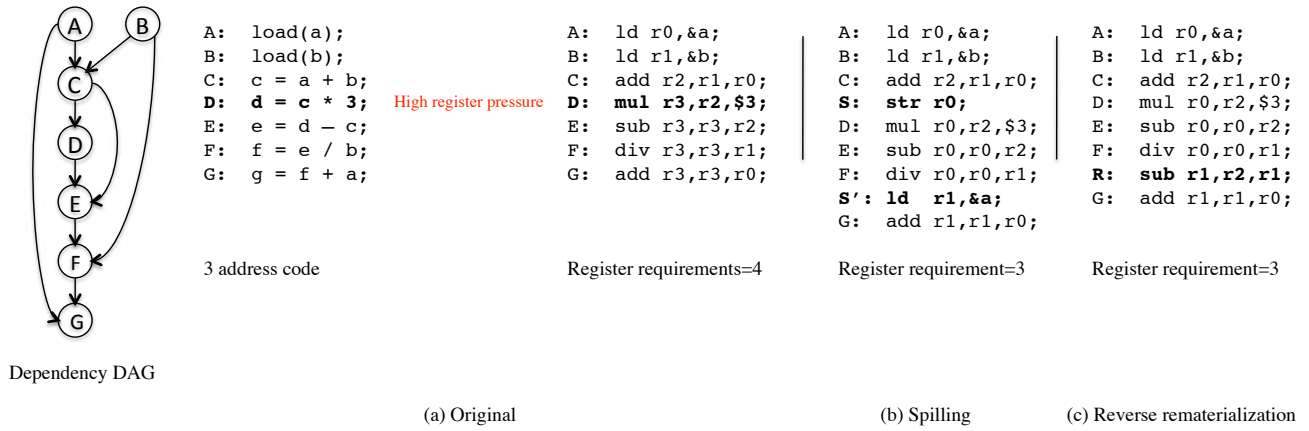 A
B
C
D
E
F
G
Dependency DAG
A: load(a);
B: load(b);
C: c = a + b;
D: d = c * 3;
E: e = d – c;
F: f = e / b;
G: g = f + a;
3 address code
High register pressure
A: ld r0,&a;
B: ld r1,&b;
C: add r2,r1,r0;
D: mul r3,r2,$3;
E: sub r3,r3,r2;
F: div r3,r3,r1;
G: add r3,r3,r0;
Register requirements=4
(a) Original
A: ld r0,&a;
B: ld r1,&b;
C: add r2,r1,r0;
S: str r0;
D: mul r0,r2,$3;
E: sub r0,r0,r2;
F: div r0,r0,r1;
S’: ld r1,&a;
G: add r1,r1,r0;
Register requirement=3
(b) Spilling
A: ld r0,&a;
B: ld r1,&b;
C: add r2,r1,r0;
D: mul r0,r2,$3;
E: sub r0,r0,r2;
F: div r0,r0,r1;
R: sub r1,r2,r1;
G: add r1,r1,r0;
Register requirement=3
(c) Reverse rematerialization